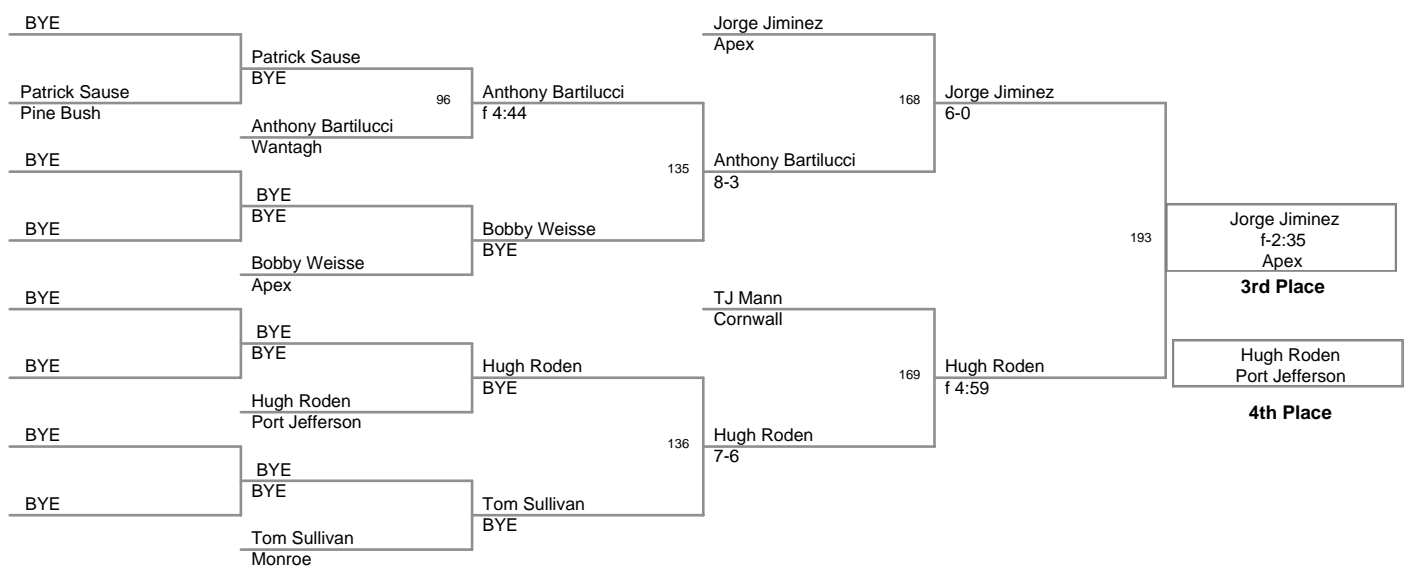 BYE
Patrick Sause
Pine Bush
BYE
BYE
BYE
BYE
BYE
BYE
Patrick Sause
BYE
96
Anthony Bartilucci
Wantagh
BYE
BYE
Bobby Weisse
Apex
BYE
BYE
Hugh Roden
Port Jefferson
BYE
BYE
Tom Sullivan
Monroe
Anthony Bartilucci
f 4:44
135
Bobby Weisse
BYE
Hugh Roden
BYE
136
Tom Sullivan
BYE
Jorge Jiminez
Apex
168
Anthony Bartilucci
8-3
TJ Mann
Cornwall
169
Hugh Roden
7-6
Jorge Jiminez
6-0
193
Hugh Roden
f 4:59
Jorge Jiminez
f-2:35
Apex
3rd Place
Hugh Roden
Port Jefferson
4th Place